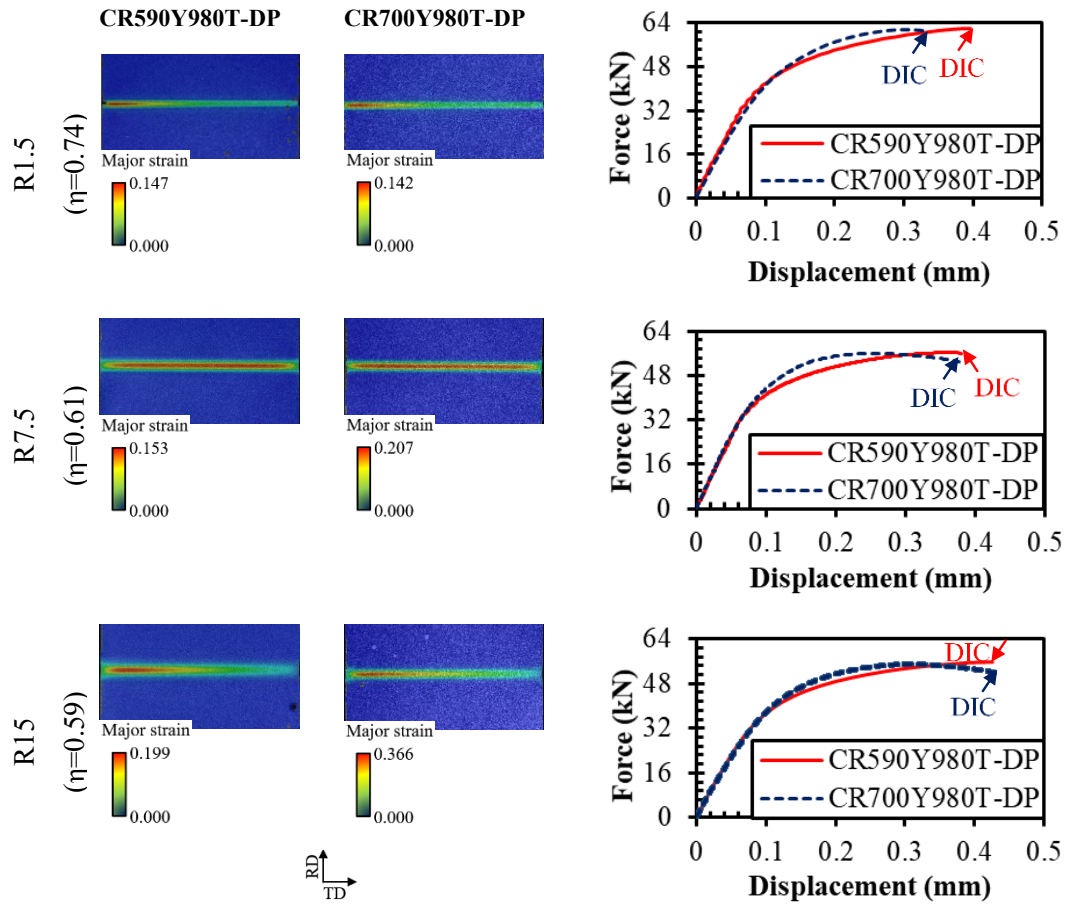 CR590Y980T-DP CR700Y980T-DP
R1.5
(η=0.74)
Major strain
0.147
0.000
Major strain
0.142
0.000
Force (kN)
64
48
32
16
0
DIC
DIC
CR590Y980T-DP
CR700Y980T-DP
0 0.1 0.2 0.3 0.4 0.5
Displacement (mm)
R7.5
(η=0.61)
Major strain
0.153
0.000
Major strain
0.207
0.000
Force (kN)
64
48
32
16
0
DIC
DIC
CR590Y980T-DP
CR700Y980T-DP
0 0.1 0.2 0.3 0.4 0.5
Displacement (mm)
R15
(η=0.59)
Major strain
0.199
0.000
Major strain
0.366
0.000
Force (kN)
64
48
32
16
0
DIC
DIC
CR590Y980T-DP
CR700Y980T-DP
0 0.1 0.2 0.3 0.4 0.5
Displacement (mm)
RD
TD